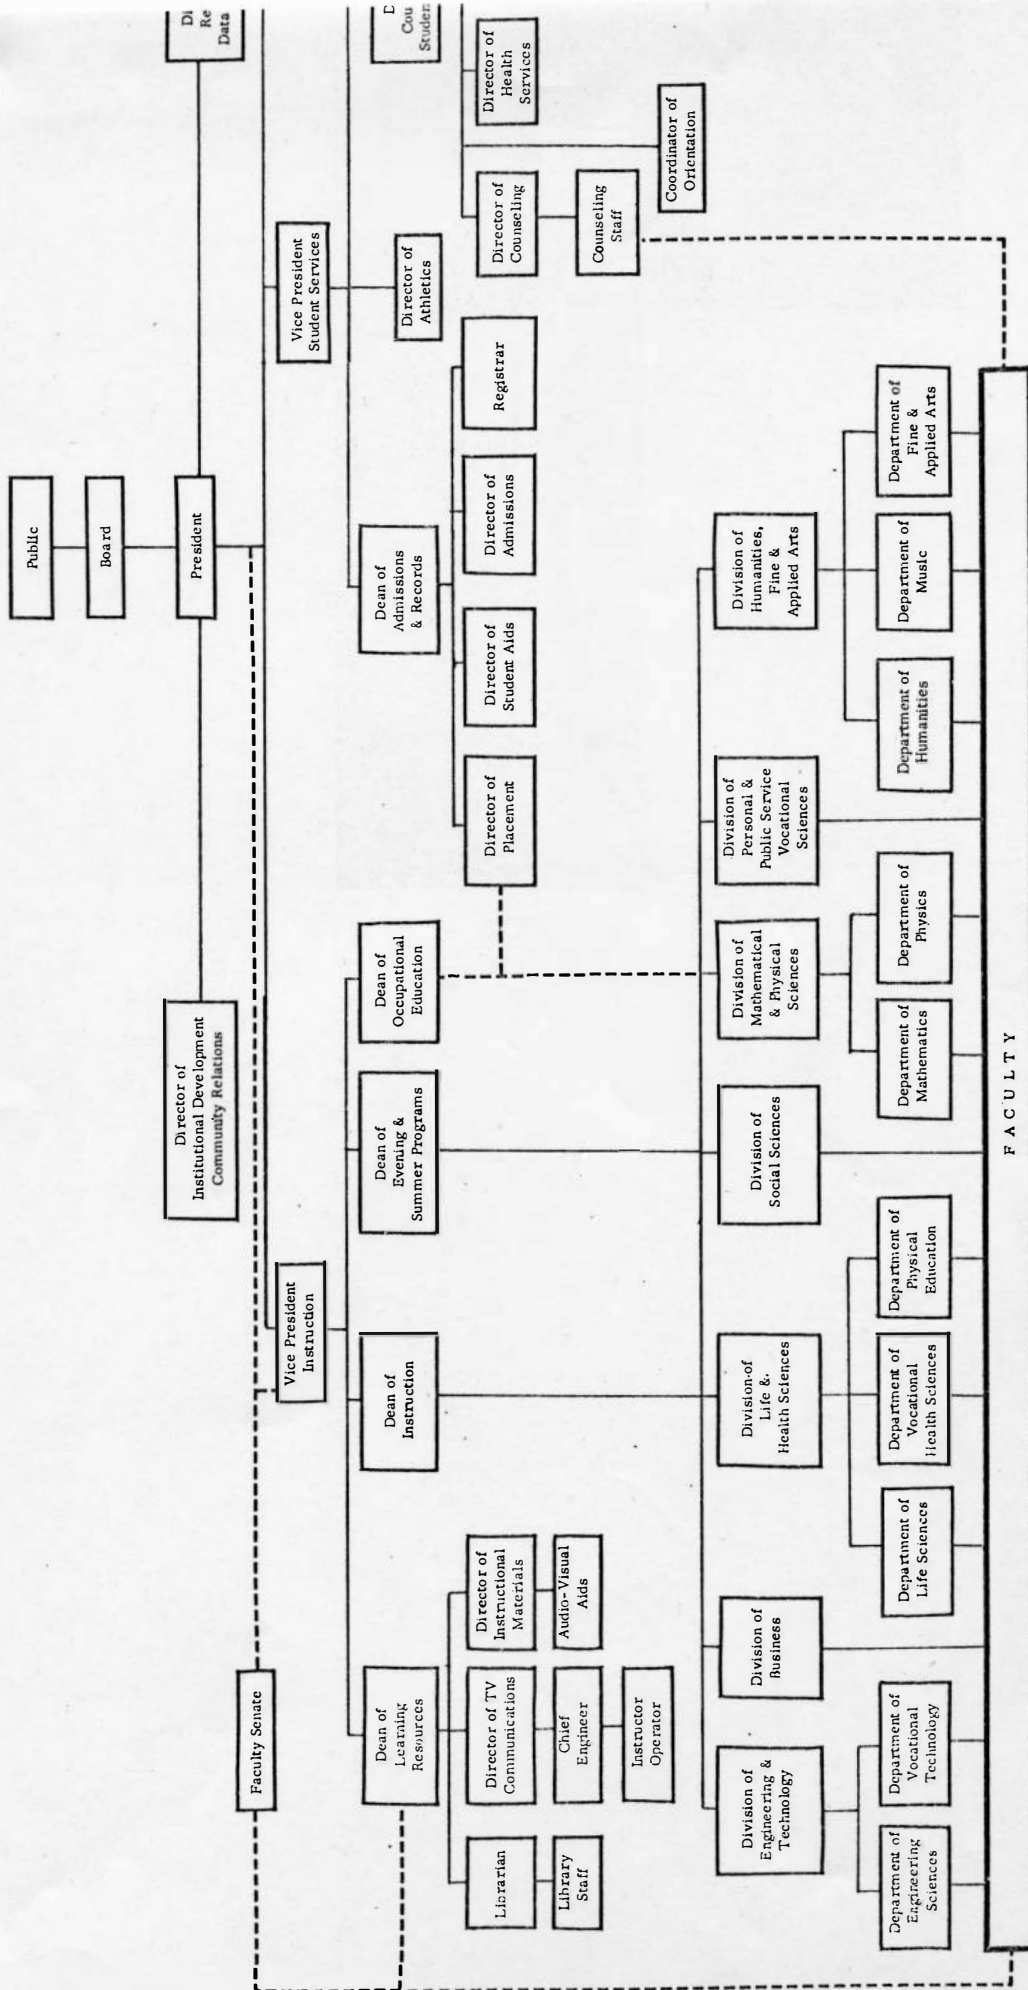 Public
Board
President
Director of
Institutional Development
Community Relations
Di
Re
Data
Faculty Senate
Vice President
Instruction
Vice President
Student Services
Dean of
Learning
Resources
Dean of
Instruction
Dean of
Evening &
Summer Programs
Dean of
Occupational
Education
Dean of
Admissions
& Records
Director of
Athletics
D
Cou
Studen
Librarian
Director of TV
Communications
Director of
Instructional
Materials
Director of
Placement
Director of
Student Aids
Director of
Admissions
Registrar
Director of
Counseling
Director of
Health
Services
Library
Staff
Chief
Engineer
Audio-Visual
Aids
Counseling
Staff
Instructor
Operator
Coordinator of
Orientation
Division of
Engineering &
Technology
Division of
Business
Division of
Life &
Health Sciences
Division of
Social Sciences
Division of
Mathematical
& Physical
Sciences
Division of
Personal &
Public Service
Vocational
Sciences
Division of
Humanities,
Fine &
Applied Arts
Department of
Engineering
Sciences
Department of
Vocational
Technology
Department of
Life Sciences
Department of
Vocational
Health Sciences
Department of
Physical
Education
Department of
Mathematics
Department of
Physics
Department of
Humanities
Department of
Music
Department of
Fine &
Applied Arts
FACULTY